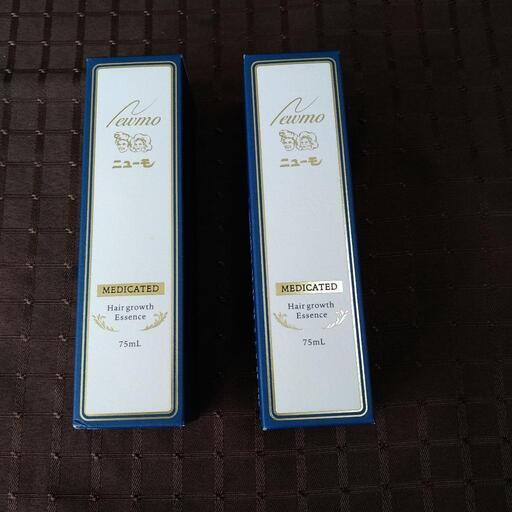 Newmo
ニューモ
MEDICATED
Hair growth
Essence
75mL
Newmo
ニューモ
MEDICATED
Hair growth
Essence
75mL